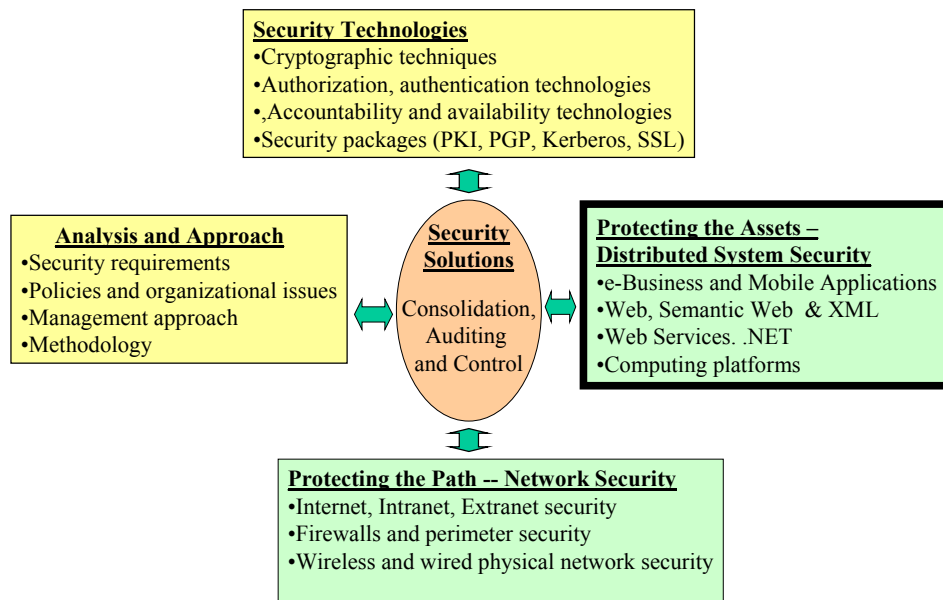 Security Technologies
•Cryptographic techniques
•Authorization, authentication technologies
•,Accountability and availability technologies
•Security packages (PKI, PGP, Kerberos, SSL)
Analysis and Approach
•Security requirements
•Policies and organizational issues
•Management approach
•Methodology
Security
Solutions
Consolidation,
Auditing
and Control
Protecting the Assets –
Distributed System Security
•e-Business and Mobile Applications
•Web, Semantic Web & XML
•Web Services. .NET
•Computing platforms
Protecting the Path -- Network Security
•Internet, Intranet, Extranet security
•Firewalls and perimeter security
•Wireless and wired physical network security